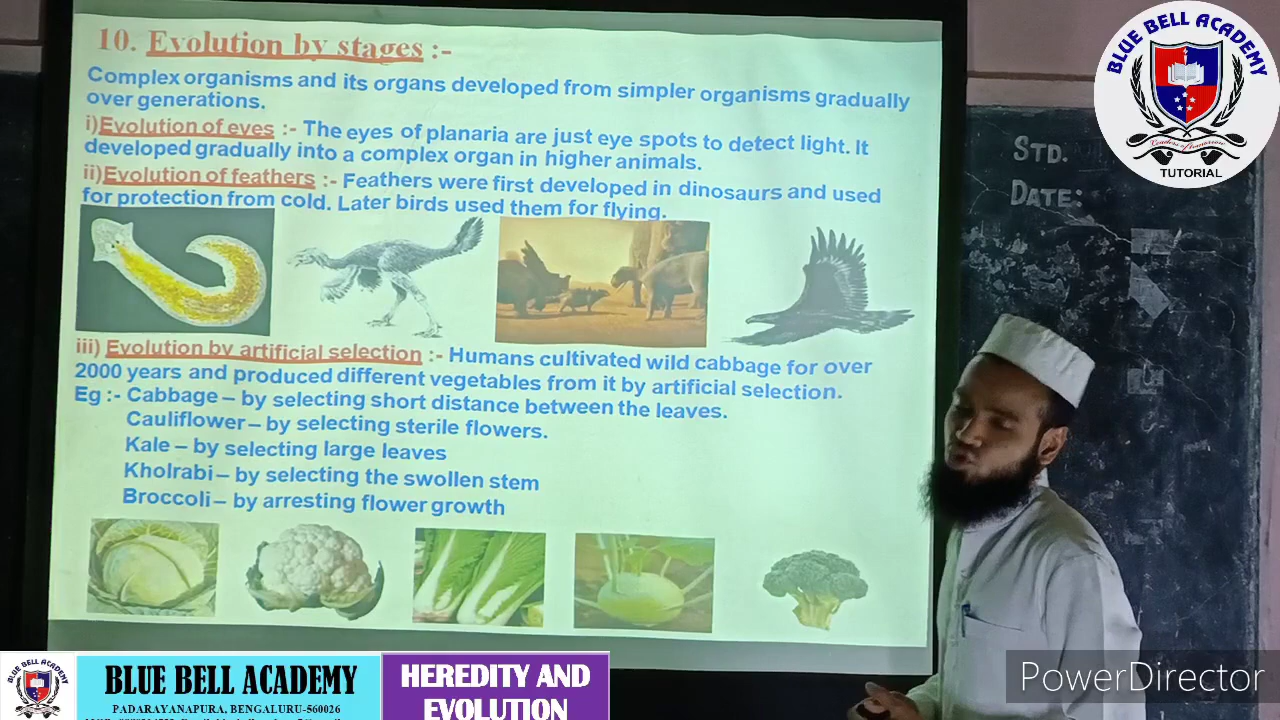 10. Evolution by stages :-
Complex organisms and its organs developed from simpler organisms gradually
over generations.
i)Evolution of eyes :- The eyes of planaria are just eye spots to detect light. It
developed gradually into a complex organ in higher animals.
ii)Evolution of feathers :- Feathers were first developed in dinosaurs and used
for protection from cold. Later birds used them for flying.
iii) Evolution by artificial selection :- Humans cultivated wild cabbage for over
2000 years and produced different vegetables from it by artificial selection.
Eg :- Cabbage – by selecting short distance between the leaves.
Cauliflower – by selecting sterile flowers.
Kale – by selecting large leaves
Kholrabi – by selecting the swollen stem
Broccoli – by arresting flower growth
BLUE BELL ACADEMY
Leaders of tomorrow
TUTORIAL
STD.
DATE:
PowerDirector
BLUE BELL ACADEMY
BLUE BELL ACADEMY
PADARAYANAPURA, BENGALURU-560026
HEREDITY AND
EVOLUTION